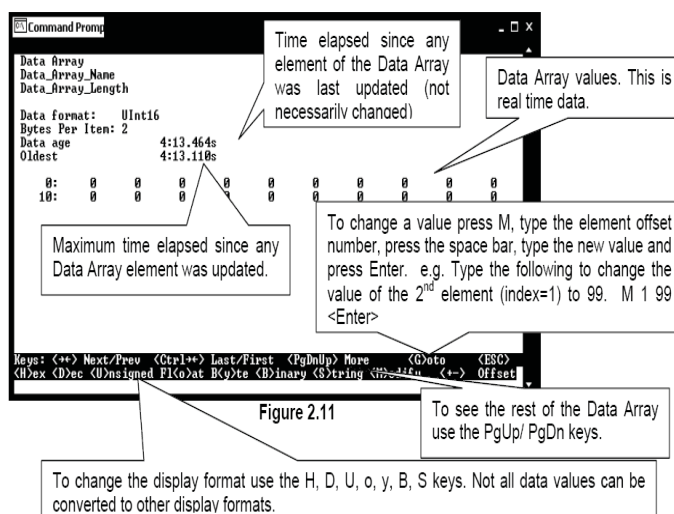 Command Promp
Data Array
Data_Array_Name
Data_Array_Length
Data format: UInt16
Bytes Per Item: 2
Data age 4:13.464s
Oldest 4:13.110s
0: 0 0 0 0 0 0 0 0 0 0
10: 0 0 0 0 0 0 0 0 0 0
Time elapsed since any
element of the Data Array
was last updated (not
necessarily changed)
Data Array values. This is
real time data.
Maximum time elapsed since any
Data Array element was updated.
To change a value press M, type the element offset
number, press the space bar, type the new value and
press Enter. e.g. Type the following to change the
value of the 2nd element (index=1) to 99. M 1 99
<Enter>
Keys: <→←> Next/Prev <Ctrl→←> Last/First <PgDnUp> More <G>oto <ESC>
<H>ex <D>ec <U>nsigned Fl<o>at B<y>te <B>inary <S>tring <M>odify <+-> Offset
Figure 2.11
To see the rest of the Data Array
use the PgUp/ PgDn keys.
To change the display format use the H, D, U, o, y, B, S keys. Not all data values can be
converted to other display formats.